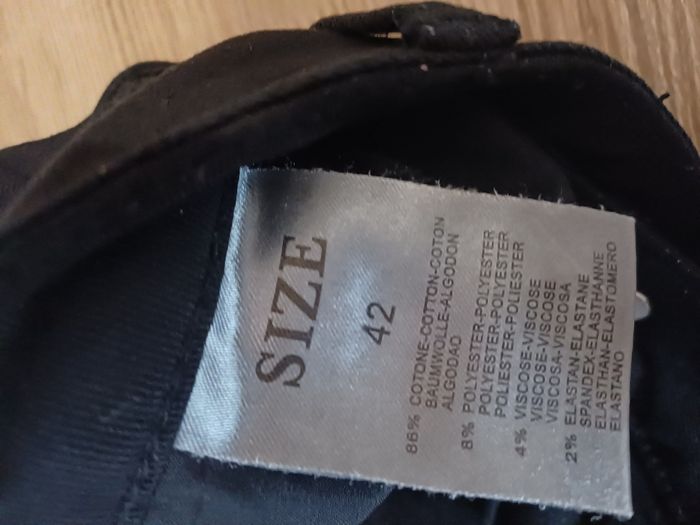 SIZE
42
86% COTONE-COTTON-COTON
BAUMWOLLE-ALGODON
ALGODAO
8% POLYESTER-POLYESTER
POLYESTER-POLYESTER
POLIESTER-POLIESTER
4% VISCOSE-VISCOSE
VISCOSE-VISCOSE
VISCOSA-VISCOSA
2% ELASTAN-ELASTANE
SPANDEX-ELASTHANNE
ELASTHAN-ELASTOMERO
ELASTANO